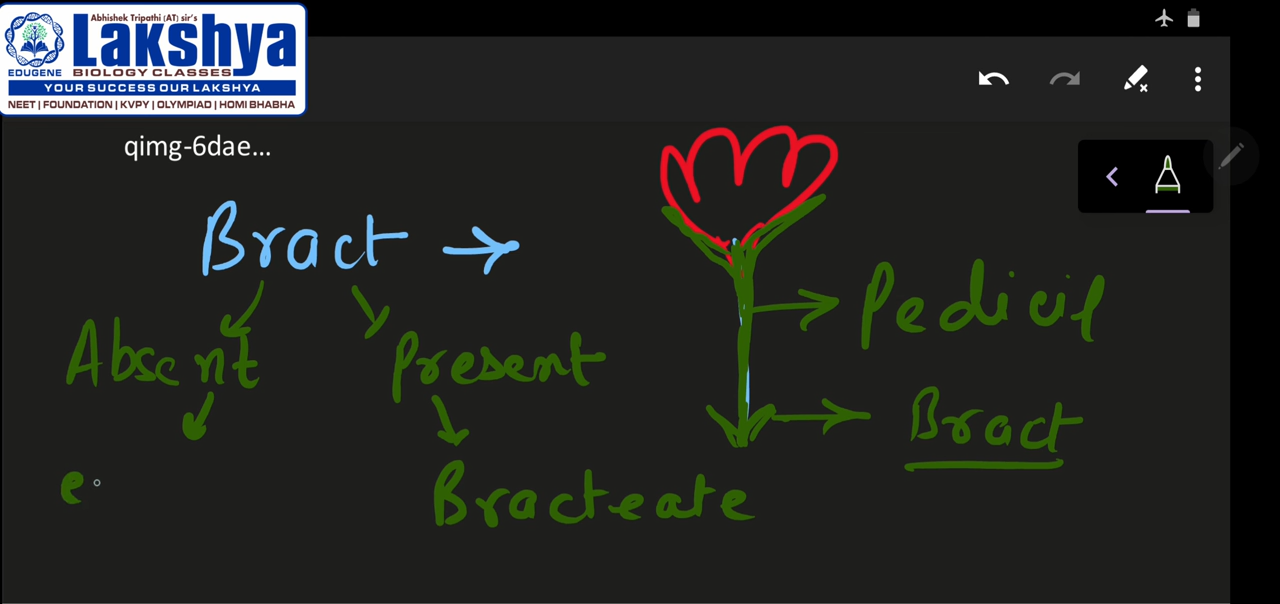 Abhishek Tripathi (AT) sir's
Lakshya
EDUGENE BIOLOGY CLASSES
YOUR SUCCESS OUR LAKSHYA
NEET | FOUNDATION | KVPY | OLYMPIAD | HOMI BHABHA
qimg-6dae...
Bract →
Absent Present
→ Pedicil
→ Bract
e
Bracteate